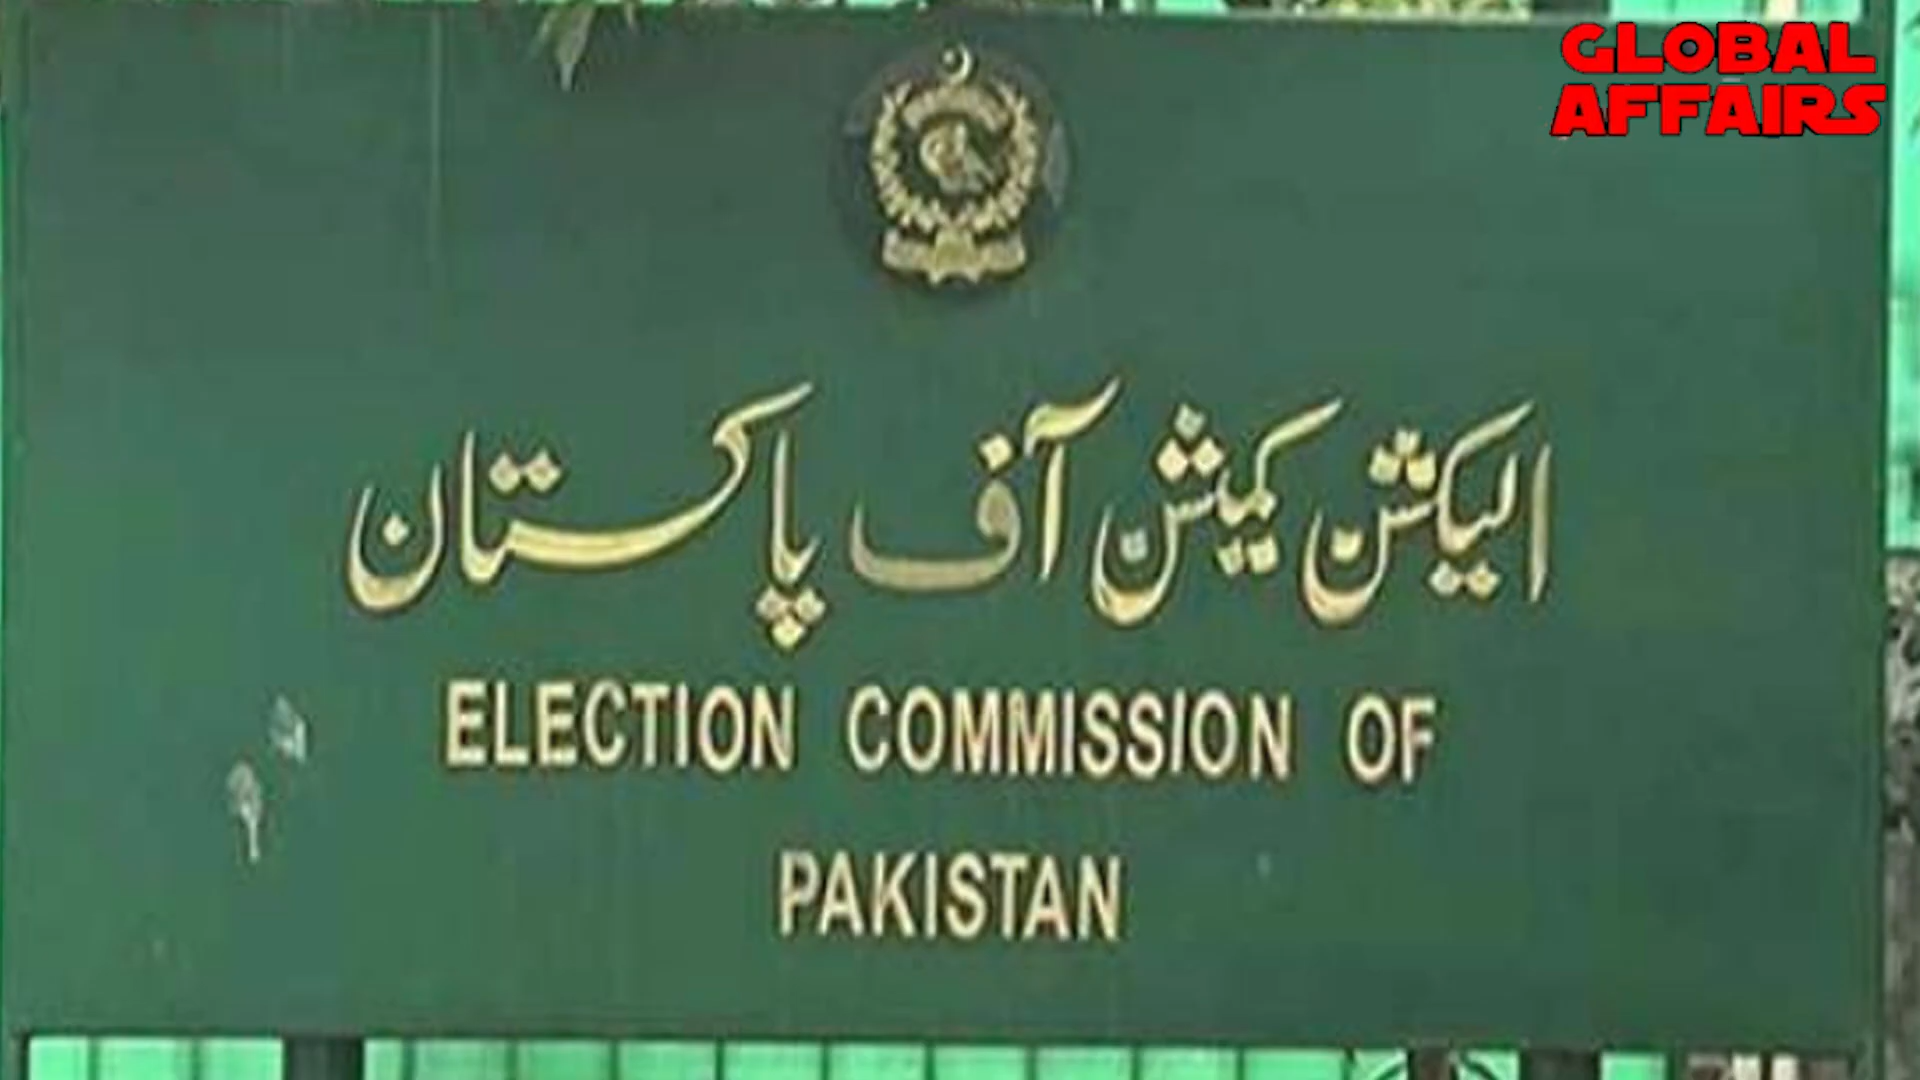 GLOBAL
AFFAIRS
الیکشن کمیشن آف پاکستان
ELECTION COMMISSION OF
PAKISTAN